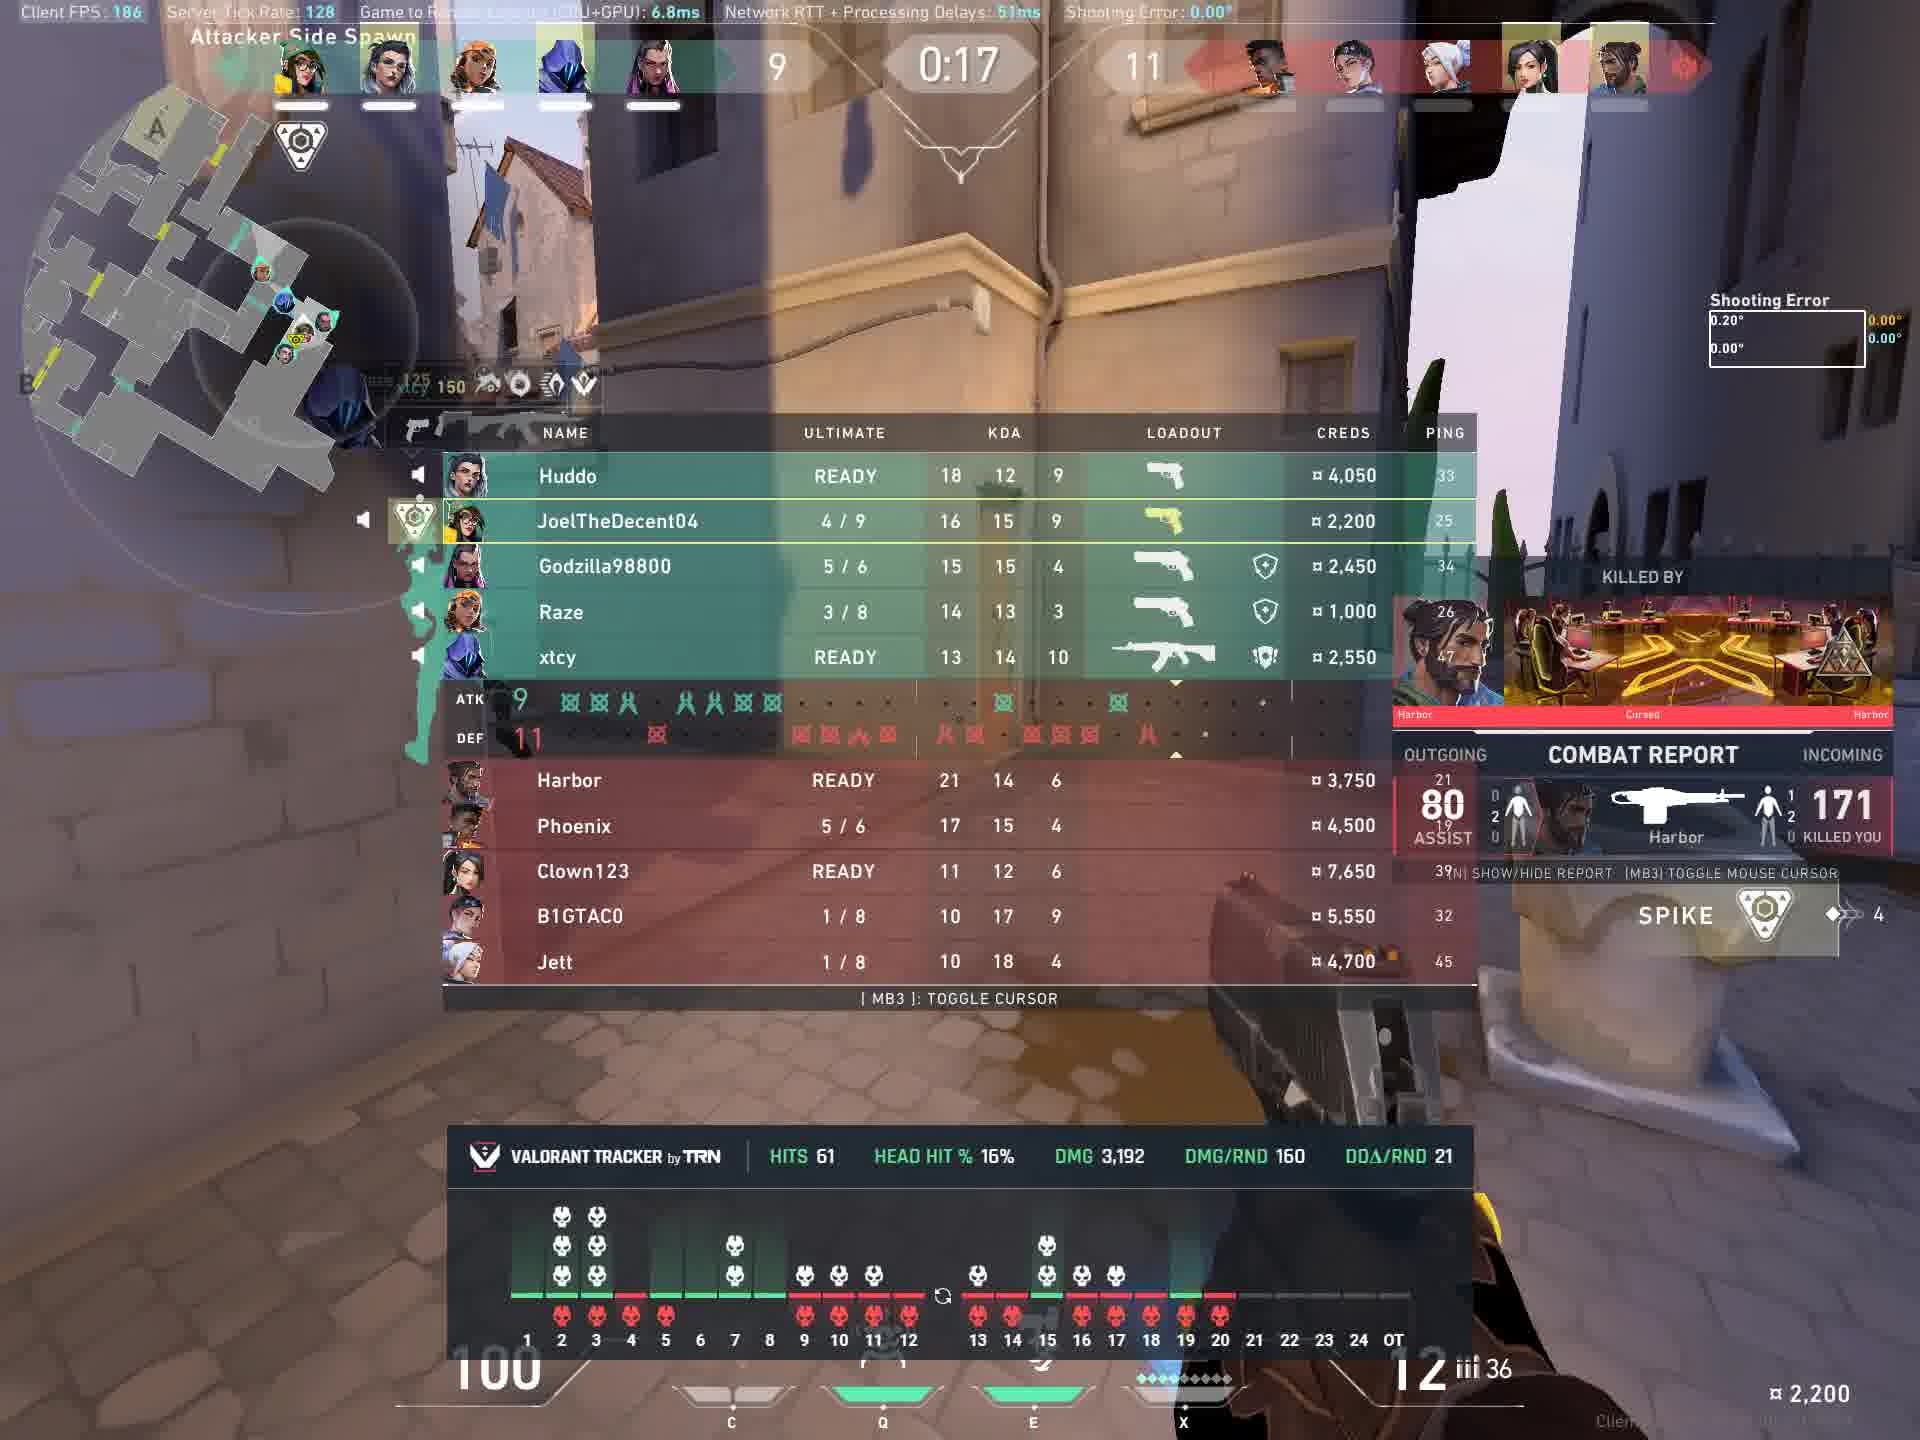 Client FPS: 186 Server Tick Rate: 128 Game to Render Latency (CPU+GPU): 6.8ms Network RTT + Processing Delays: 51ms Shooting Error: 0.00°
Attacker Side Spawn
9 0:17 11
A
B
Shooting Error
0.20° 0.00°
0.00° 0.00°
125
xtcy 150
NAME ULTIMATE KDA LOADOUT CREDS PING
Huddo READY 18 12 9 ¤ 4,050 33
JoelTheDecent04 4 / 9 16 15 9 ¤ 2,200 25
Godzilla98800 5 / 6 15 15 4 ¤ 2,450 34
Raze 3 / 8 14 13 3 ¤ 1,000 26
xtcy READY 13 14 10 ¤ 2,550 47
ATK 9
DEF 11
Harbor READY 21 14 6 ¤ 3,750 21
Phoenix 5 / 6 17 15 4 ¤ 4,500 19
Clown123 READY 11 12 6 ¤ 7,650 39
B1GTAC0 1 / 8 10 17 9 ¤ 5,550 32
Jett 1 / 8 10 18 4 ¤ 4,700 45
[ MB3 ]: TOGGLE CURSOR
KILLED BY
Harbor Cursed Harbor
OUTGOING COMBAT REPORT INCOMING
80 0 2 0 1 2 0 171
ASSIST Harbor KILLED YOU
[N] SHOW/HIDE REPORT [MB3] TOGGLE MOUSE CURSOR
SPIKE 4
VALORANT TRACKER by TRN HITS 61 HEAD HIT % 16% DMG 3,192 DMG/RND 160 DDΔ/RND 21
1 2 3 4 5 6 7 8 9 10 11 12 13 14 15 16 17 18 19 20 21 22 23 24 OT
100 12 36
C Q E X
¤ 2,200